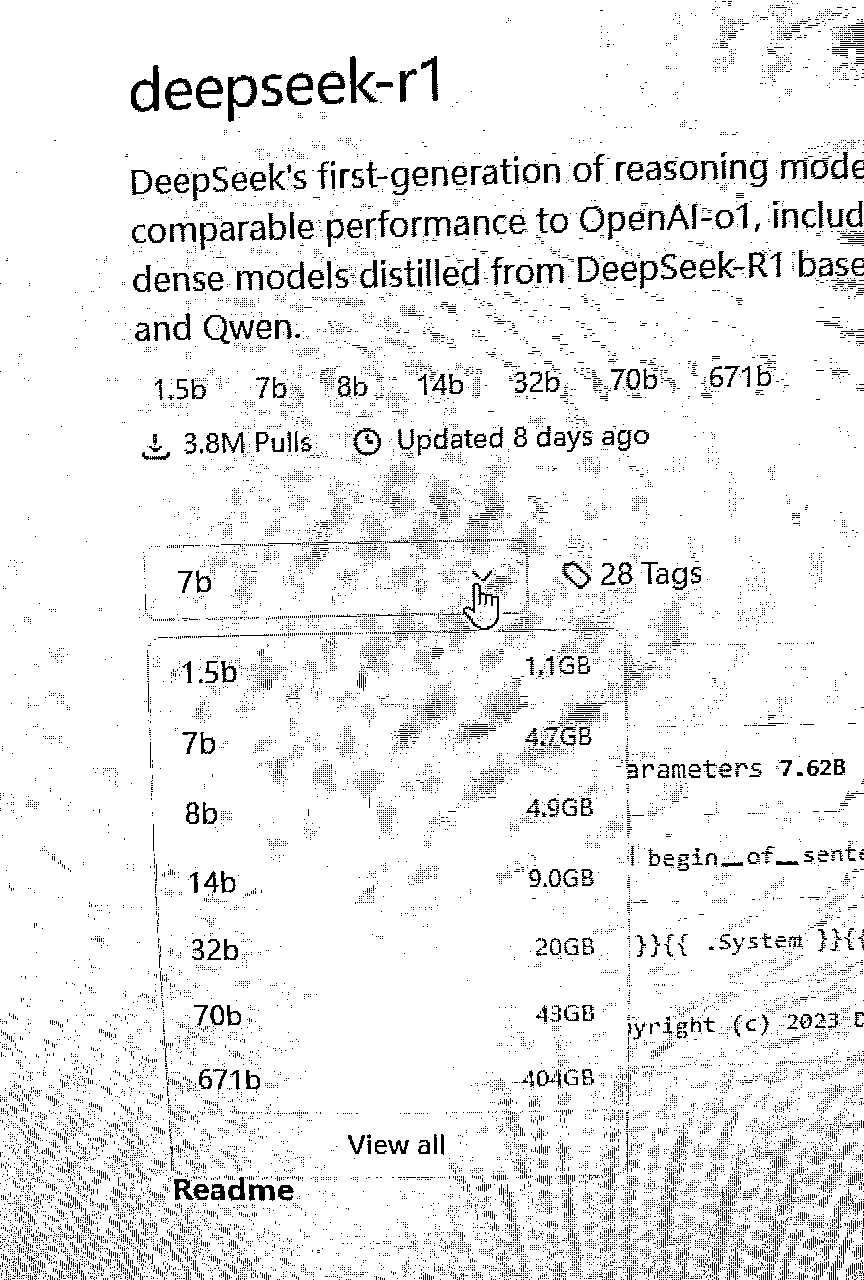 deepseek-r1
DeepSeek's first-generation of reasoning mode
comparable performance to OpenAI-o1, includ
dense models distilled from DeepSeek-R1 base
and Qwen.
1.5b 7b 8b 14b 32b 70b 671b
3.8M Pulls Updated 8 days ago
7b 28 Tags
1.5b 1.1GB
7b 4.7GB
arameters 7.62B
8b 4.9GB
begin_of_sente
14b 9.0GB
32b 20GB }}{{ .System }}{{
70b 43GB
yright (c) 2023 D
671b 404GB
View all
Readme